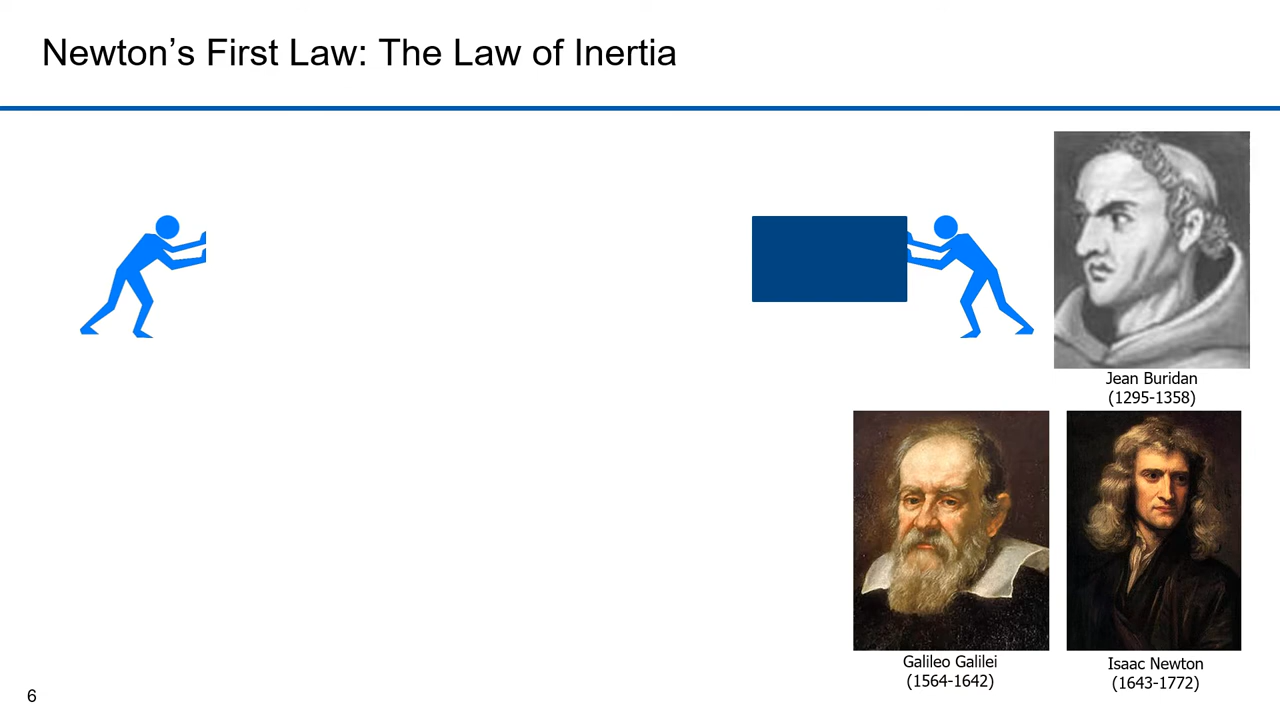 Newton’s First Law: The Law of Inertia
Jean Buridan
(1295-1358)
Galileo Galilei
(1564-1642)
Isaac Newton
(1643-1772)
6